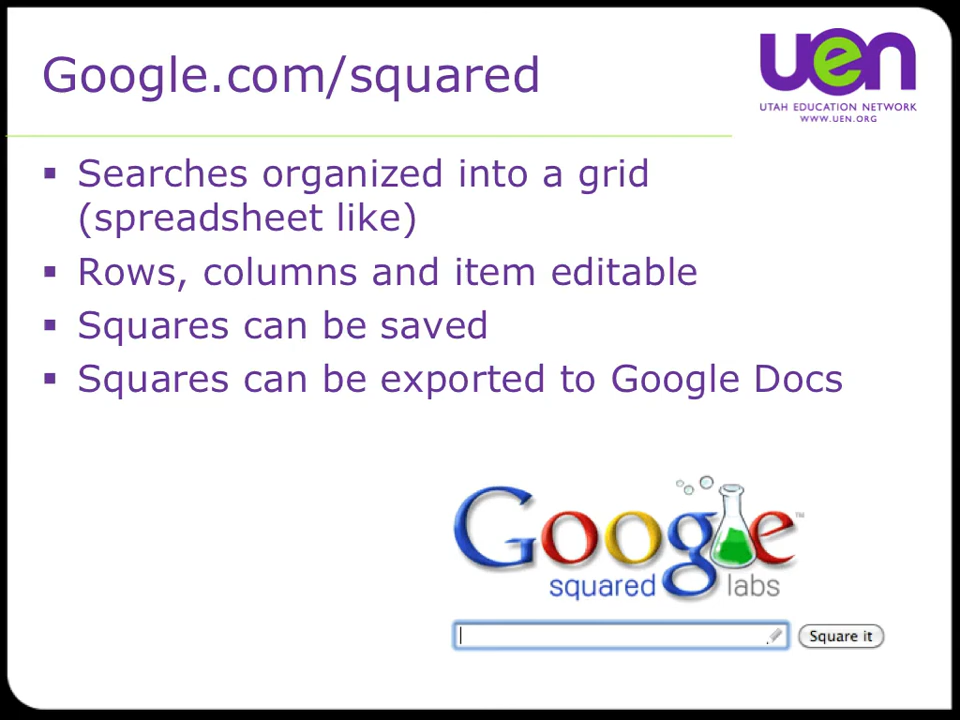 Google.com/squared
uen
UTAH EDUCATION NETWORK
WWW.UEN.ORG
▪ Searches organized into a grid
(spreadsheet like)
▪ Rows, columns and item editable
▪ Squares can be saved
▪ Squares can be exported to Google Docs
Google™
squared labs
Square it